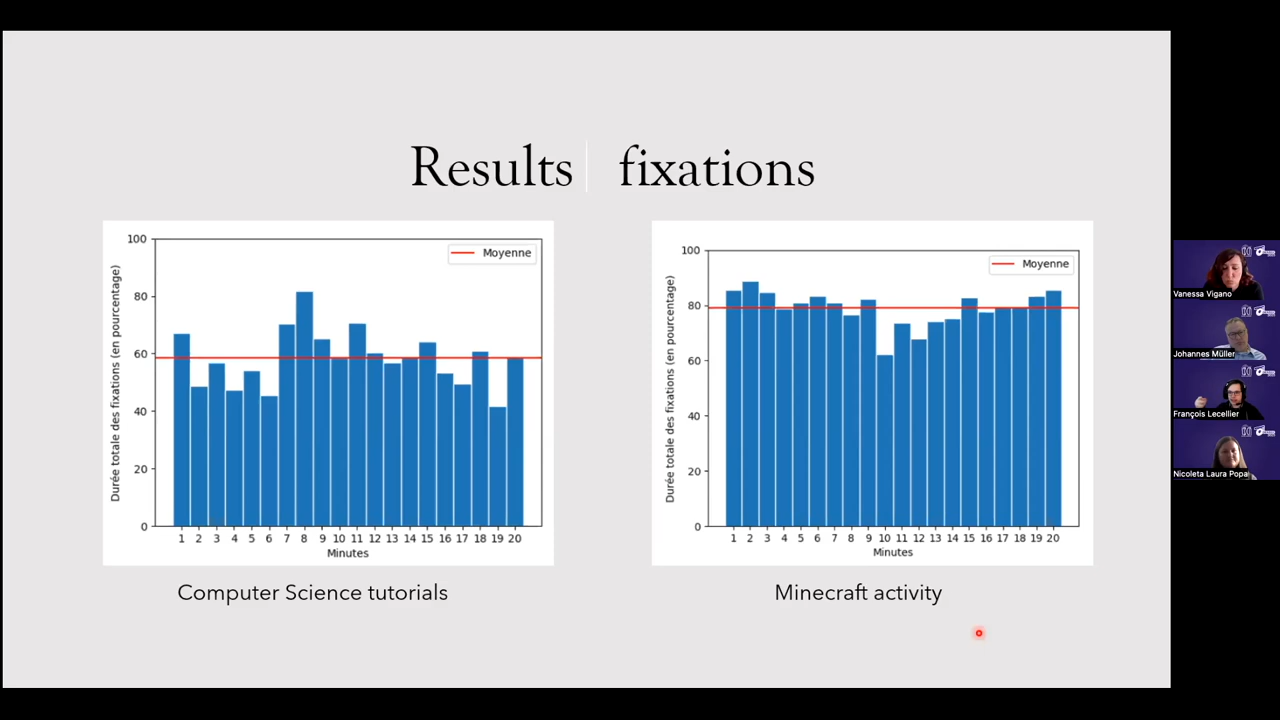 Results fixations
100
80
60
40
20
0
Durée totale des fixations (en pourcentage)
Moyenne
1 2 3 4 5 6 7 8 9 10 11 12 13 14 15 16 17 18 19 20
Minutes
Computer Science tutorials
100
80
60
40
20
0
Durée totale des fixations (en pourcentage)
Moyenne
1 2 3 4 5 6 7 8 9 10 11 12 13 14 15 16 17 18 19 20
Minutes
Minecraft activity
Vanessa Vigano
Johannes Müller
François Lecellier
Nicoleta Laura Popa